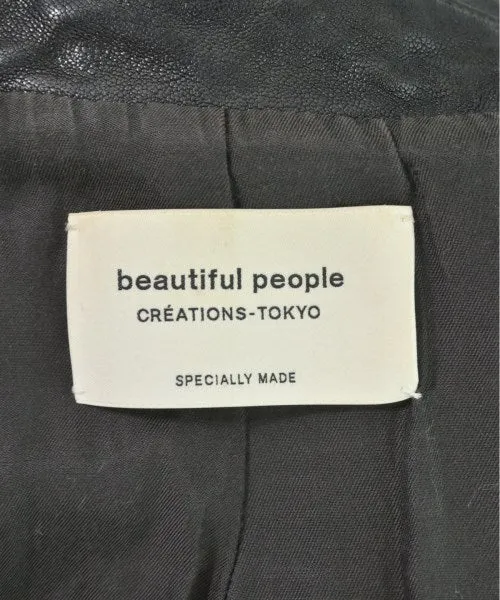 beautiful people
CRÉATIONS-TOKYO
SPECIALLY MADE